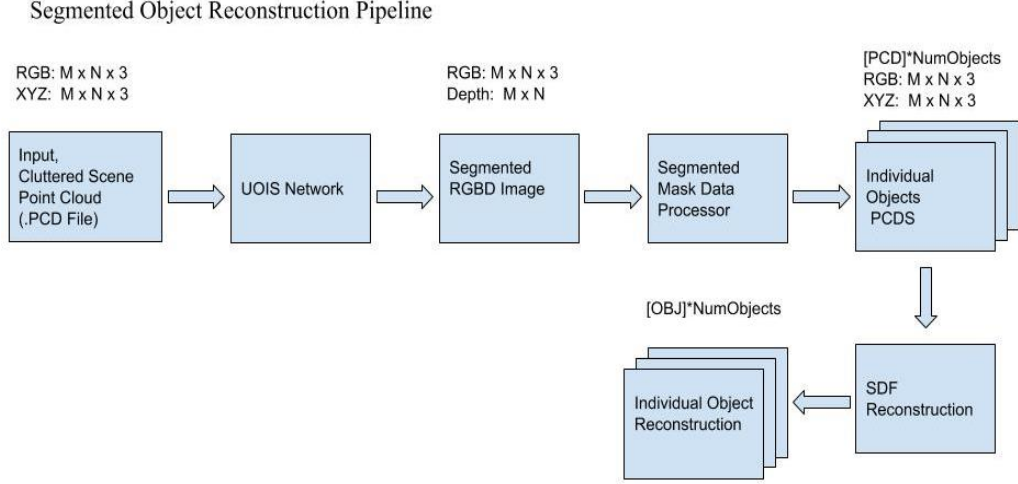 Segmented Object Reconstruction Pipeline
RGB: M x N x 3
XYZ: M x N x 3
RGB: M x N x 3
Depth: M x N
[PCD]*NumObjects
RGB: M x N x 3
XYZ: M x N x 3
Input,
Cluttered Scene
Point Cloud
(.PCD File)
UOIS Network
Segmented
RGBD Image
Segmented
Mask Data
Processor
Individual
Objects
PCDS
[OBJ]*NumObjects
Individual Object
Reconstruction
SDF
Reconstruction